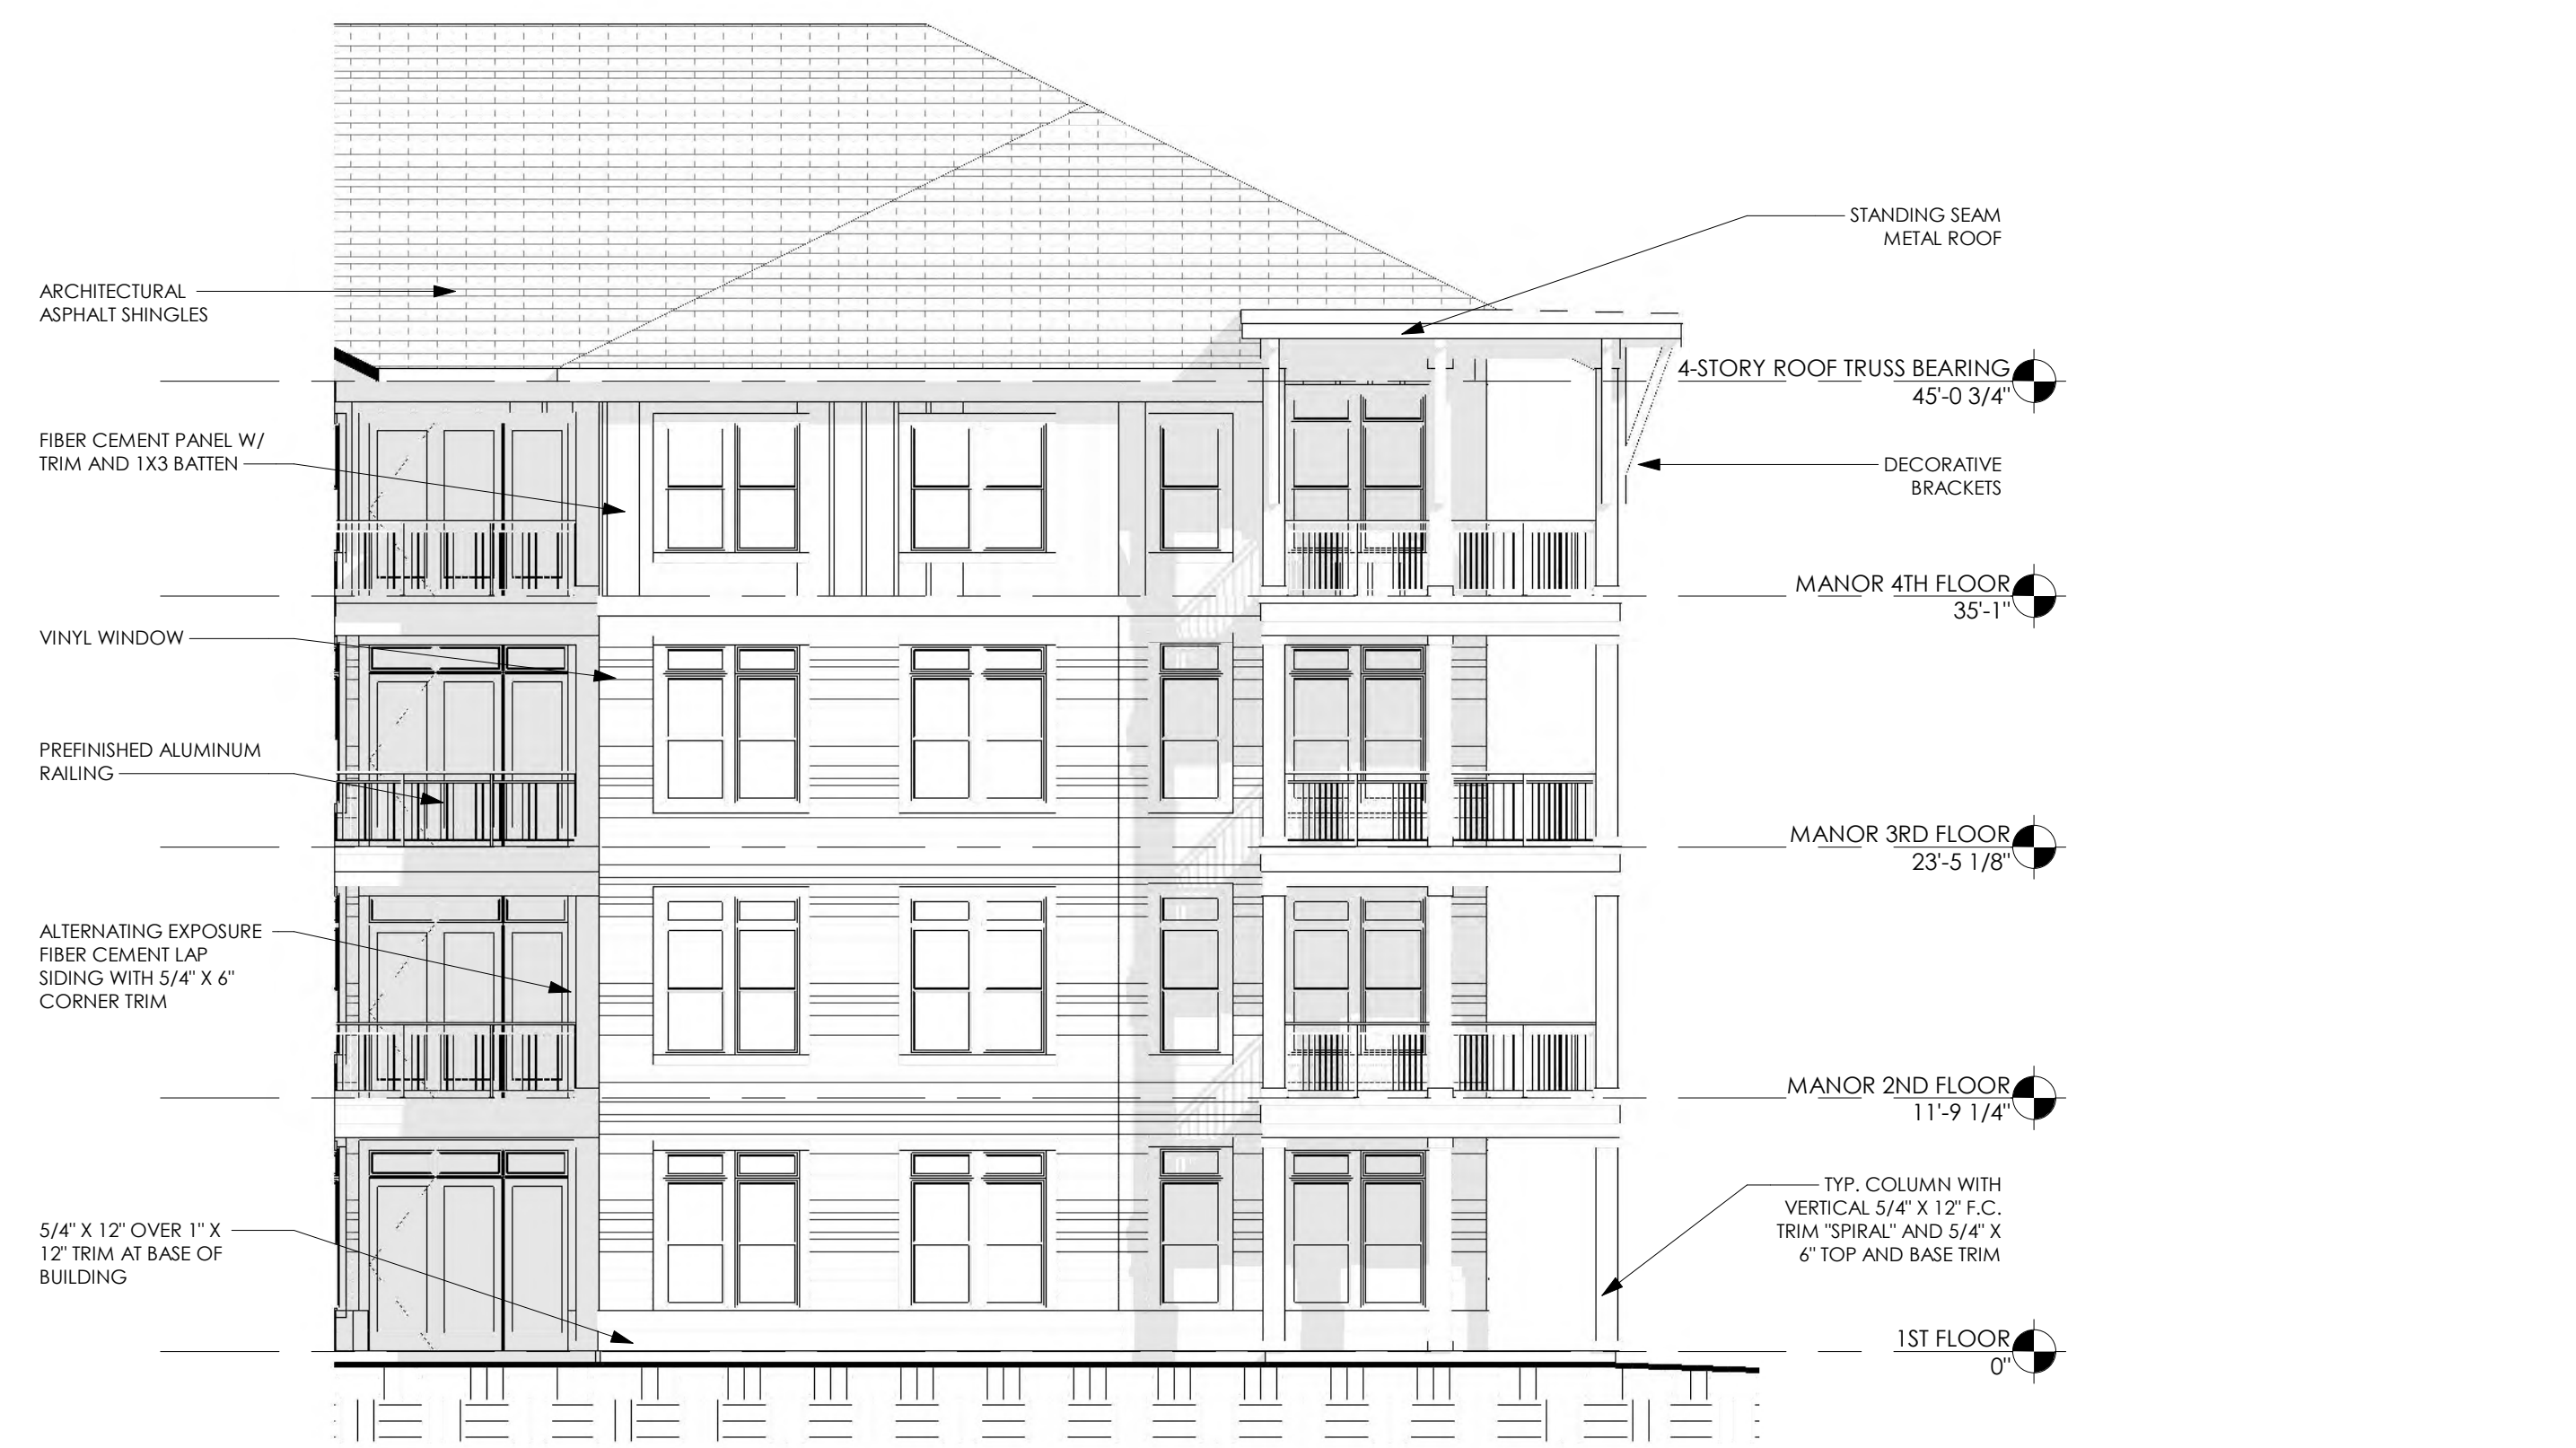 STANDING SEAM
METAL ROOF
ARCHITECTURAL
ASPHALT SHINGLES
4-STORY ROOF TRUSS BEARING
45'-0 3/4"
FIBER CEMENT PANEL W/
TRIM AND 1X3 BATTEN
DECORATIVE
BRACKETS
MANOR 4TH FLOOR
35'-1"
VINYL WINDOW
PREFINISHED ALUMINUM
RAILING
MANOR 3RD FLOOR
23'-5 1/8"
ALTERNATING EXPOSURE
FIBER CEMENT LAP
SIDING WITH 5/4" X 6"
CORNER TRIM
MANOR 2ND FLOOR
11'-9 1/4"
TYP. COLUMN WITH
VERTICAL 5/4" X 12" F.C.
TRIM "SPIRAL" AND 5/4" X
6" TOP AND BASE TRIM
5/4" X 12" OVER 1" X
12" TRIM AT BASE OF
BUILDING
1ST FLOOR
0"